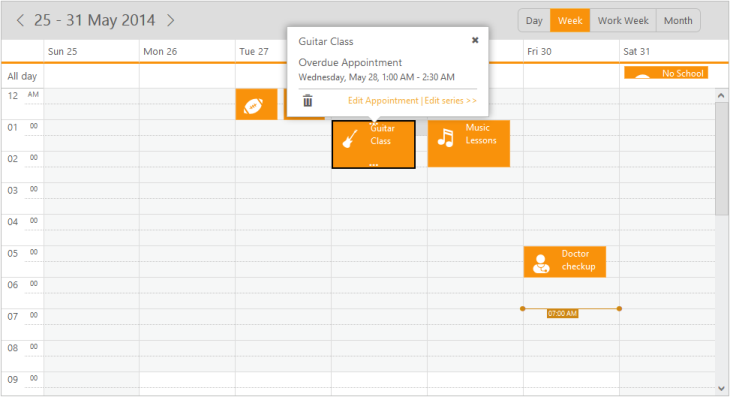 25 - 31 May 2014
Day Week Work Week Month
Sun 25 Mon 26 Tue 27 Fri 30 Sat 31
Guitar Class
Overdue Appointment
Wednesday, May 28, 1:00 AM - 2:30 AM
Edit Appointment | Edit series >>
All day
No School
12 AM
01 00
Guitar
Class
...
Music
Lessons
02 00
03 00
04 00
05 00
Doctor
checkup
06 00
07:00 AM
07 00
08 00
09 00